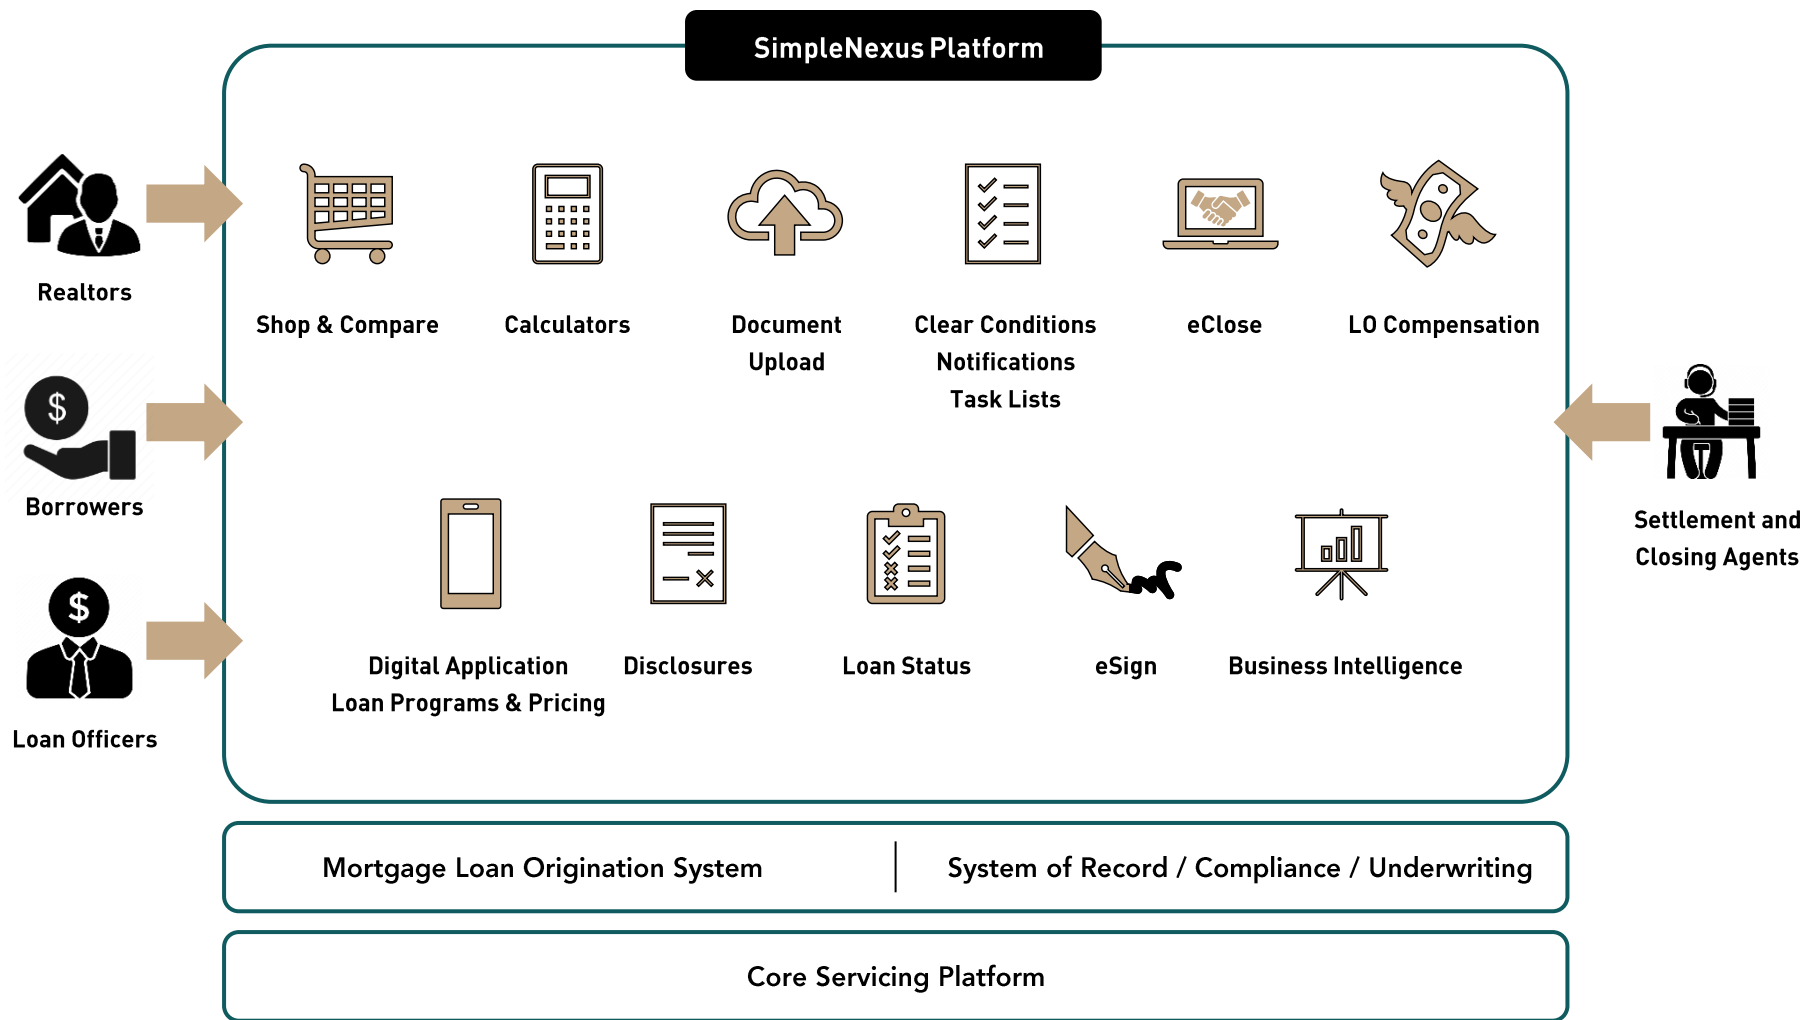 SimpleNexus Platform
Realtors
Borrowers
Loan Officers
Shop & Compare
Calculators
Document
Upload
Clear Conditions
Notifications
Task Lists
eClose
LO Compensation
Digital Application
Loan Programs & Pricing
Disclosures
Loan Status
eSign
Business Intelligence
Settlement and
Closing Agents
Mortgage Loan Origination System
System of Record / Compliance / Underwriting
Core Servicing Platform